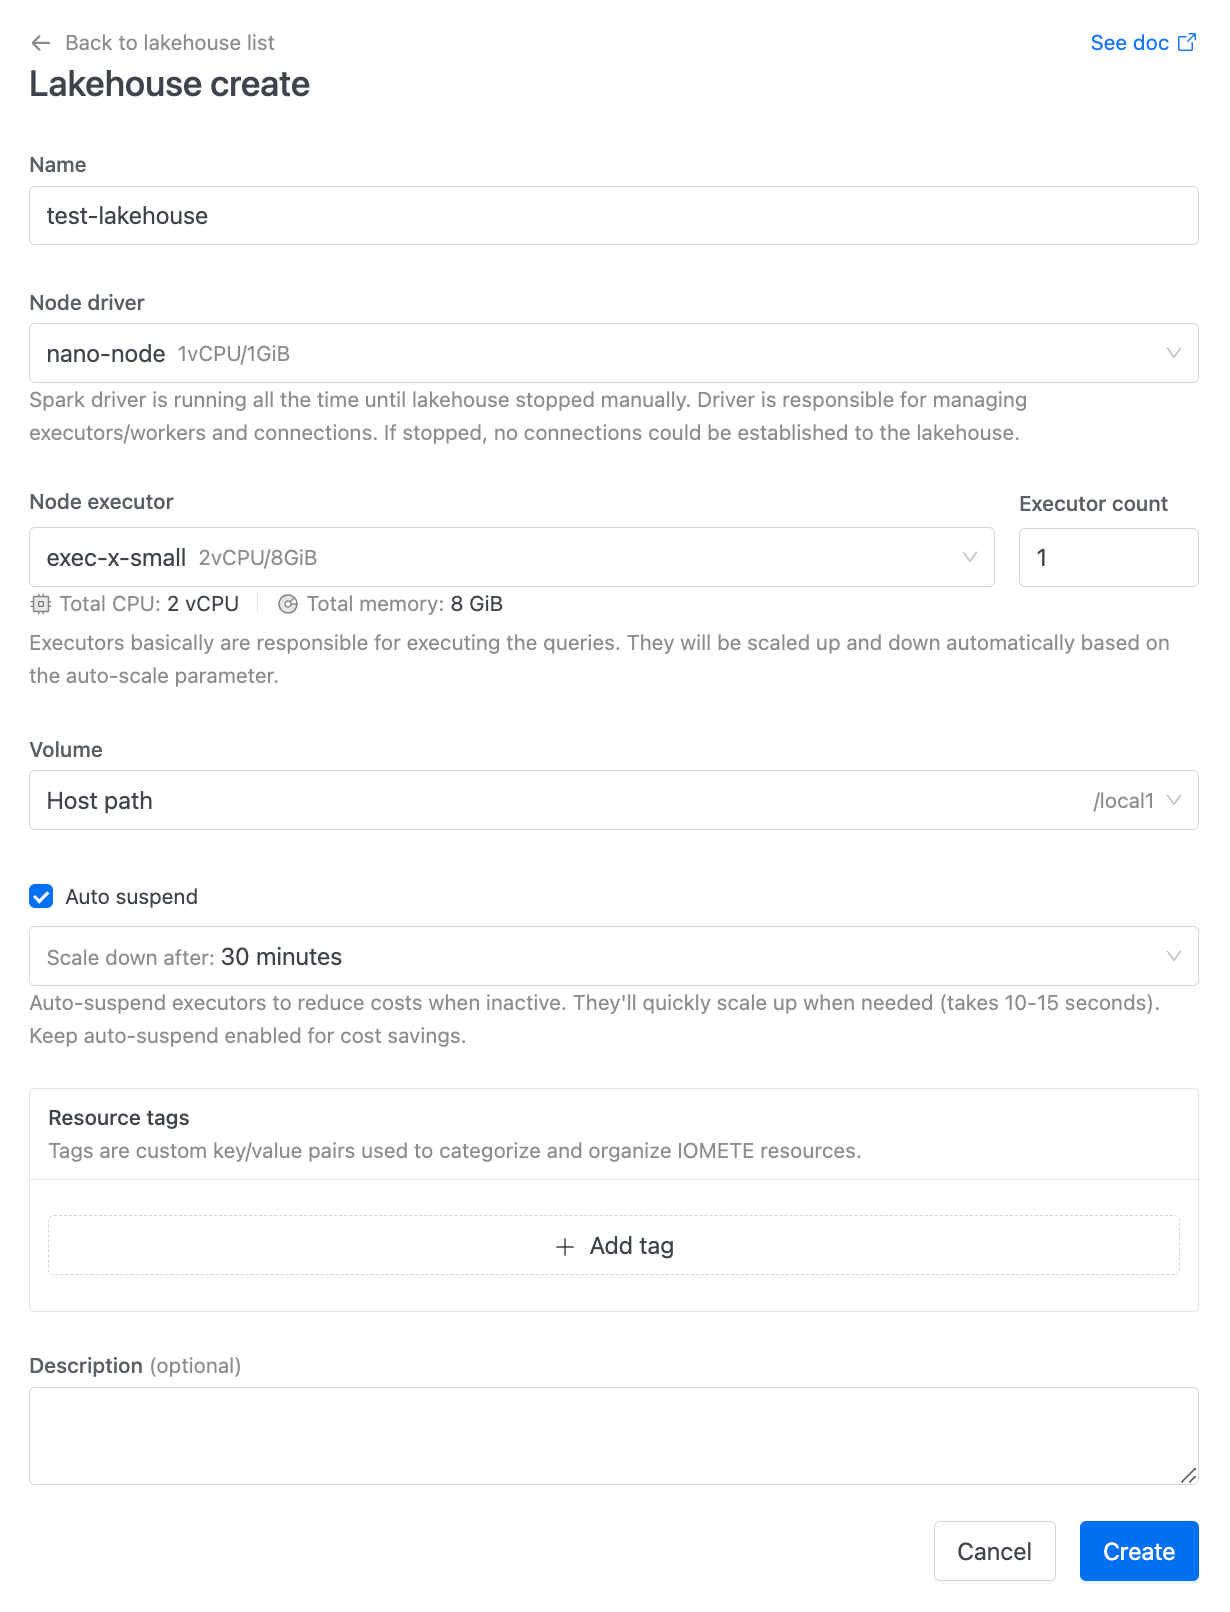 Back to lakehouse list
See doc
Lakehouse create
Name
test-lakehouse
Node driver
nano-node 1vCPU/1GiB
Spark driver is running all the time until lakehouse stopped manually. Driver is responsible for managing
executors/workers and connections. If stopped, no connections could be established to the lakehouse.
Node executor
Executor count
exec-x-small 2vCPU/8GiB
1
Total CPU: 2 vCPU
Total memory: 8 GiB
Executors basically are responsible for executing the queries. They will be scaled up and down automatically based on
the auto-scale parameter.
Volume
Host path
/local1
Auto suspend
Scale down after: 30 minutes
Auto-suspend executors to reduce costs when inactive. They'll quickly scale up when needed (takes 10-15 seconds).
Keep auto-suspend enabled for cost savings.
Resource tags
Tags are custom key/value pairs used to categorize and organize IOMETE resources.
Add tag
Description (optional)
Cancel
Create